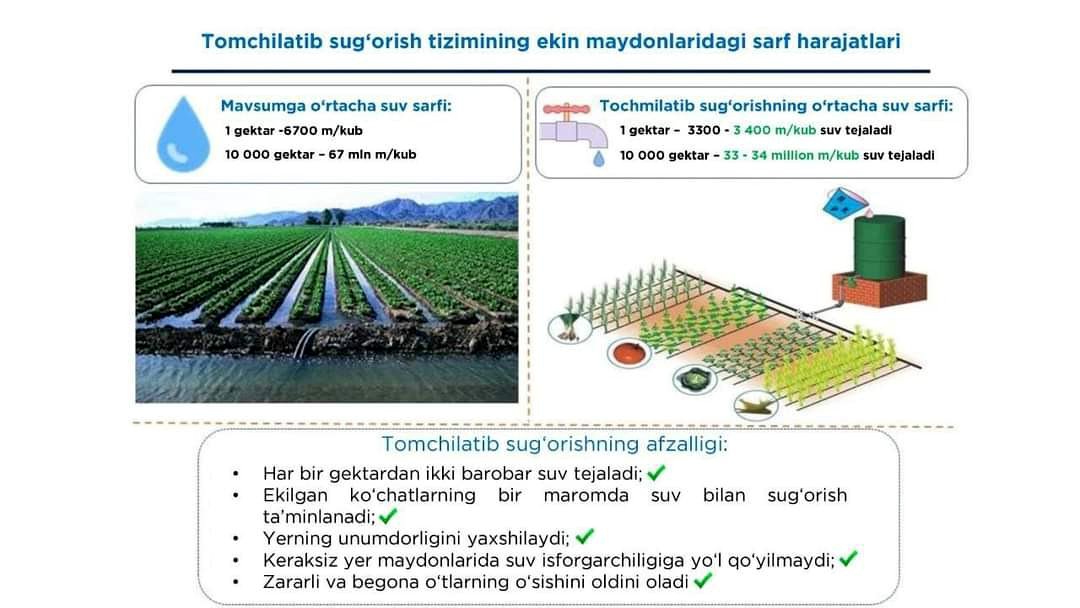 Tomchilatib sug‘orish tizimining ekin maydonlaridagi sarf harajatlari
Mavsumga o‘rtacha suv sarfi:
1 gektar -6700 m/kub
10 000 gektar – 67 mln m/kub
Tochmilatib sug‘orishning o‘rtacha suv sarfi:
1 gektar – 3300 - 3 400 m/kub suv tejaladi
10 000 gektar – 33 - 34 million m/kub suv tejaladi
Tomchilatib sug‘orishning afzalligi:
• Har bir gektardan ikki barobar suv tejaladi;
• Ekilgan ko‘chatlarning bir maromda suv bilan sug‘orish
ta’minlanadi;
• Yerning unumdorligini yaxshilaydi;
• Keraksiz yer maydonlarida suv isforgarchiligiga yo‘l qo‘yilmaydi;
• Zararli va begona o‘tlarning o‘sishini oldini oladi